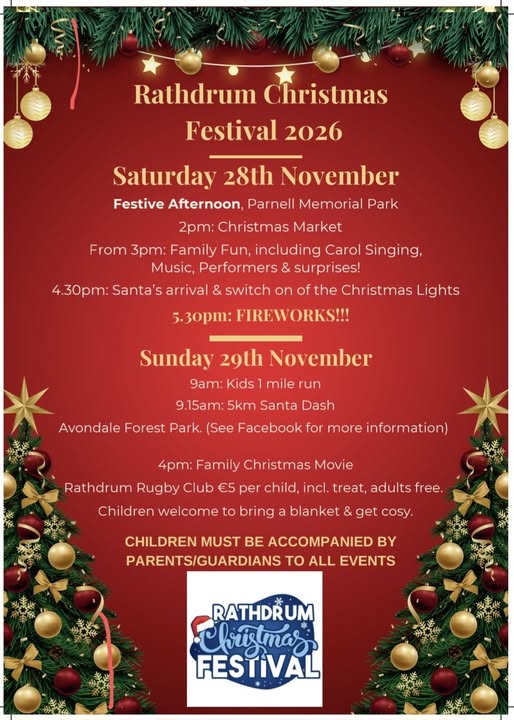 Rathdrum Christmas
Festival 2026
Saturday 28th November
Festive Afternoon, Parnell Memorial Park
2pm: Christmas Market
From 3pm: Family Fun, including Carol Singing,
Music, Performers & surprises!
4.30pm: Santa's arrival & switch on of the Christmas Lights
5.30pm: FIREWORKS!!!
Sunday 29th November
9am: Kids 1 mile run
9.15am: 5km Santa Dash
Avondale Forest Park. (See Facebook for more information)
4pm: Family Christmas Movie
Rathdrum Rugby Club €5 per child, incl. treat, adults free.
Children welcome to bring a blanket & get cosy.
CHILDREN MUST BE ACCOMPANIED BY
PARENTS/GUARDIANS TO ALL EVENTS
RATHDRUM
Christmas
FESTIVAL